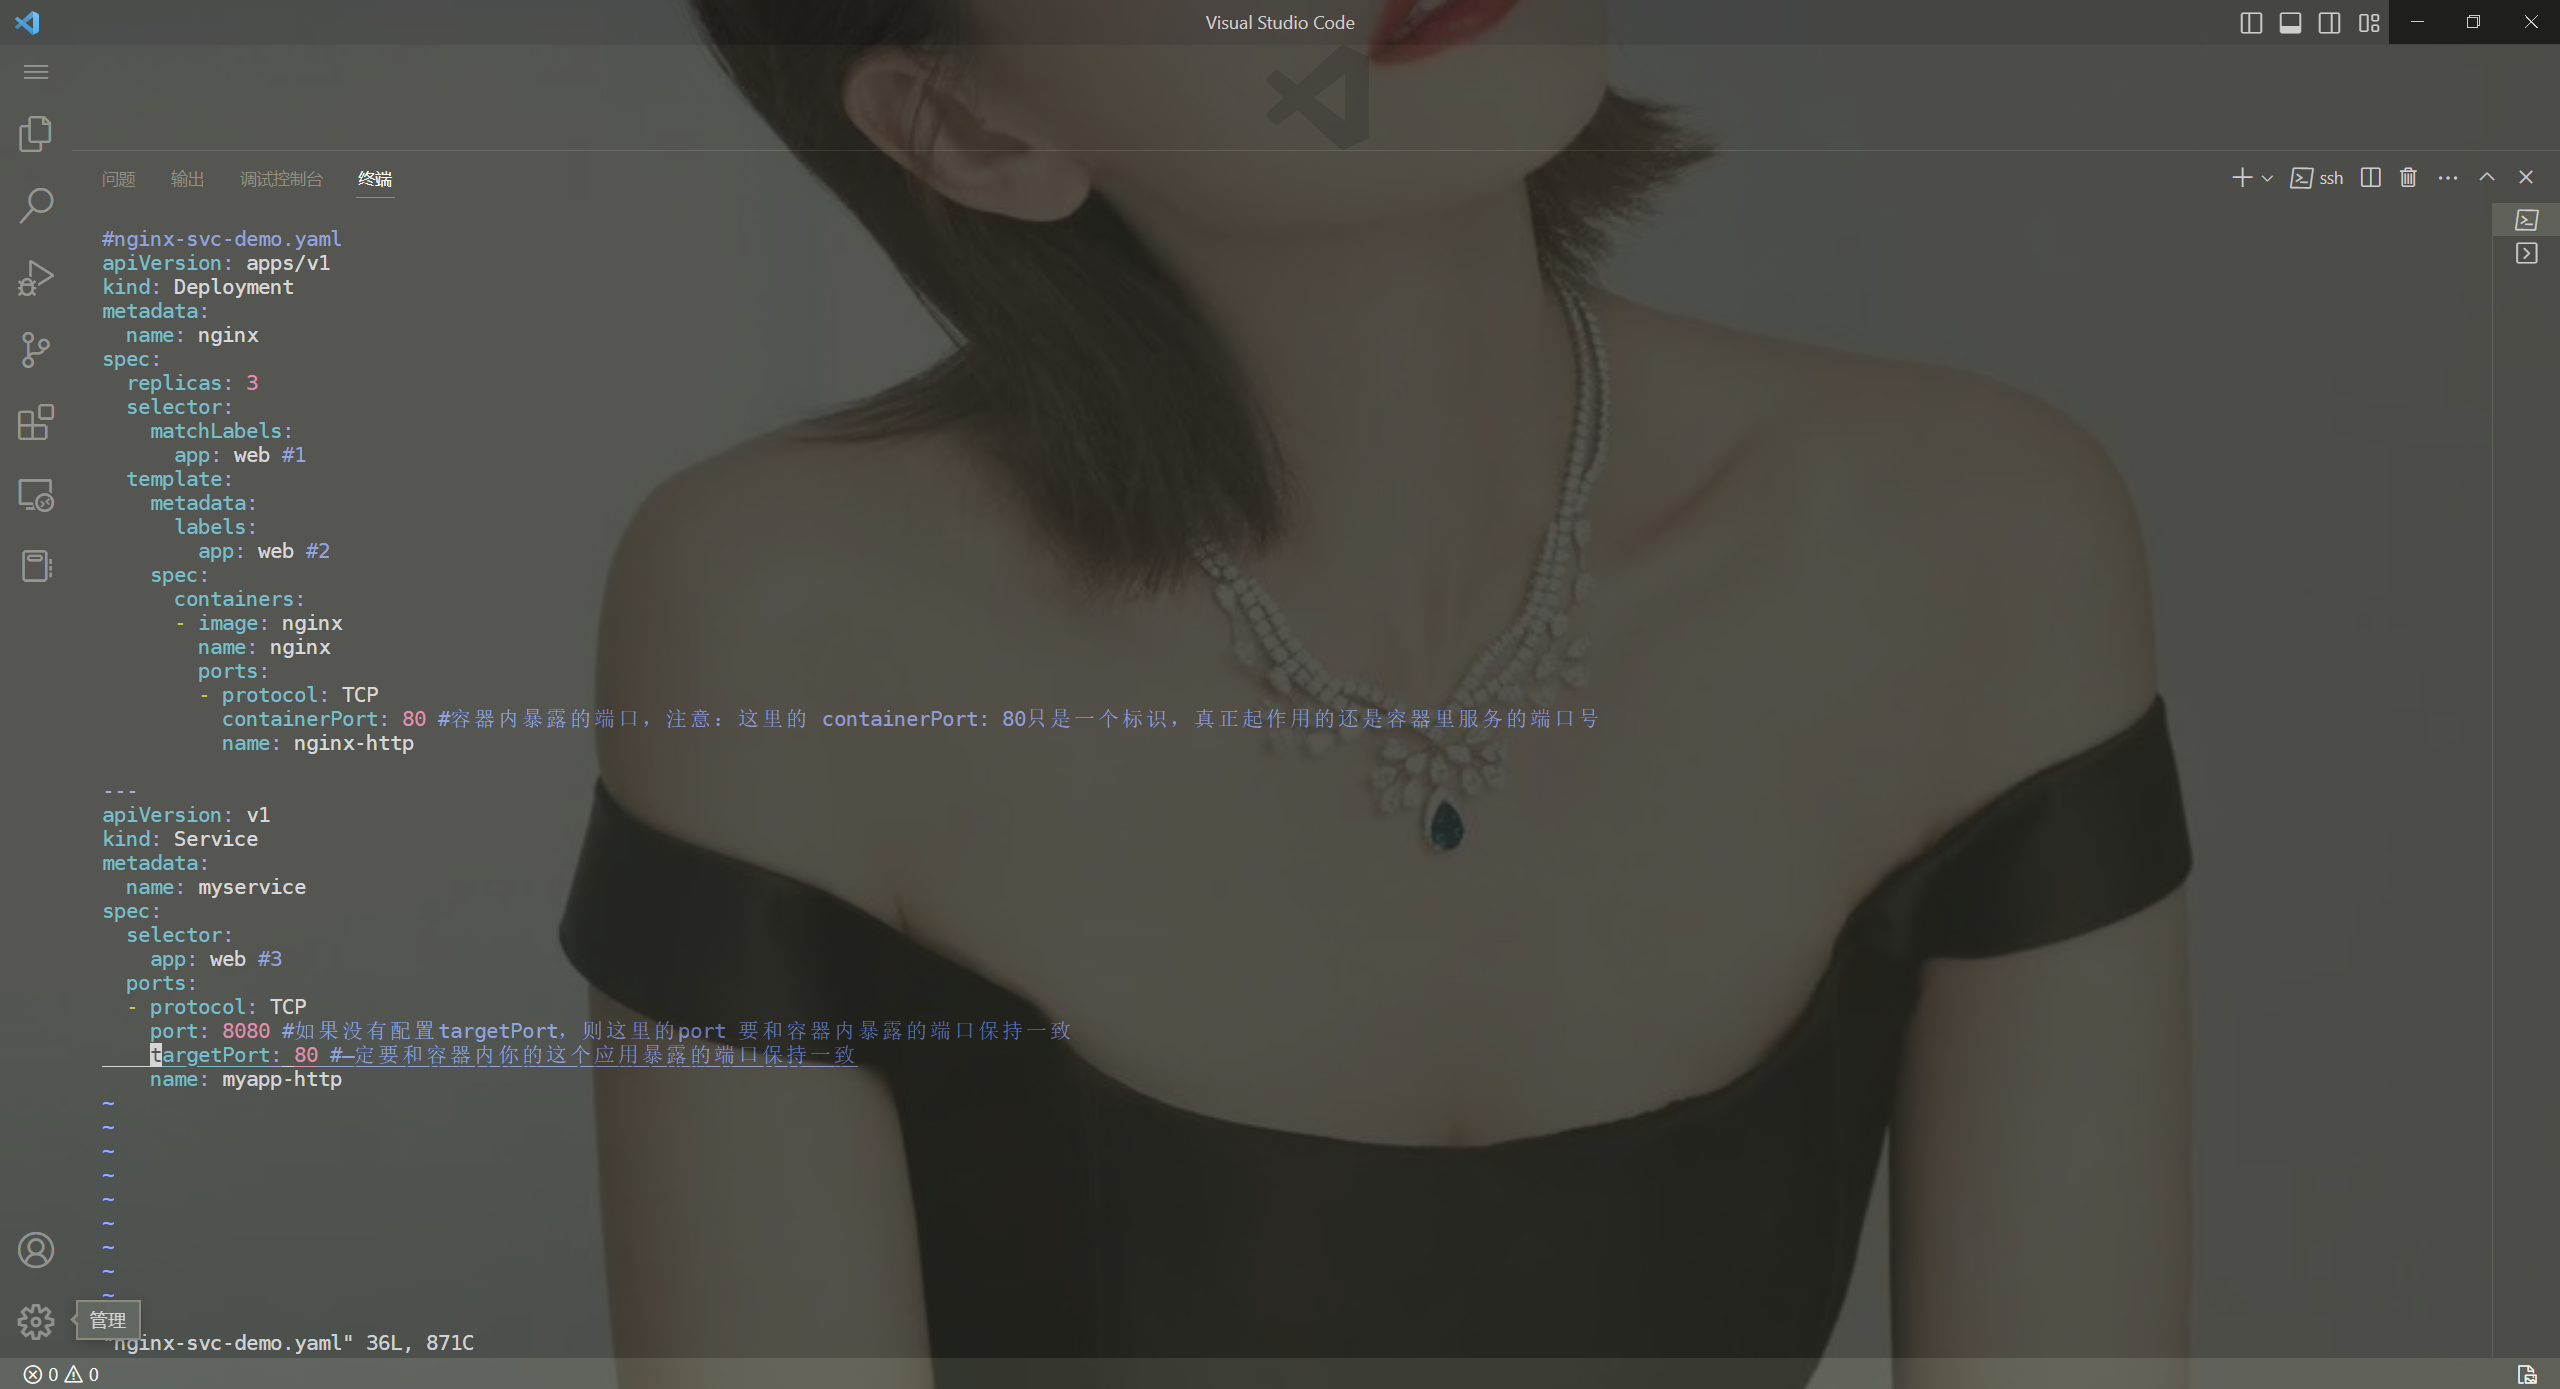 Visual Studio Code
问题 输出 调试控制台 终端
ssh
#nginx-svc-demo.yaml
apiVersion: apps/v1
kind: Deployment
metadata:
  name: nginx
spec:
  replicas: 3
  selector:
    matchLabels:
      app: web #1
  template:
    metadata:
      labels:
        app: web #2
    spec:
      containers:
      - image: nginx
        name: nginx
        ports:
        - protocol: TCP
          containerPort: 80 #容器内暴露的端口，注意：这里的 containerPort: 80只是一个标识，真正起作用的还是容器里服务的端口号
          name: nginx-http
---
apiVersion: v1
kind: Service
metadata:
  name: myservice
spec:
  selector:
    app: web #3
  ports:
  - protocol: TCP
    port: 8080 #如果没有配置targetPort，则这里的port 要和容器内暴露的端口保持一致
    targetPort: 80 #—定要和容器内你的这个应用暴露的端口保持一致
    name: myapp-http
~
~
~
~
~
~
~
~
~
管理
"nginx-svc-demo.yaml" 36L, 871C
0 0